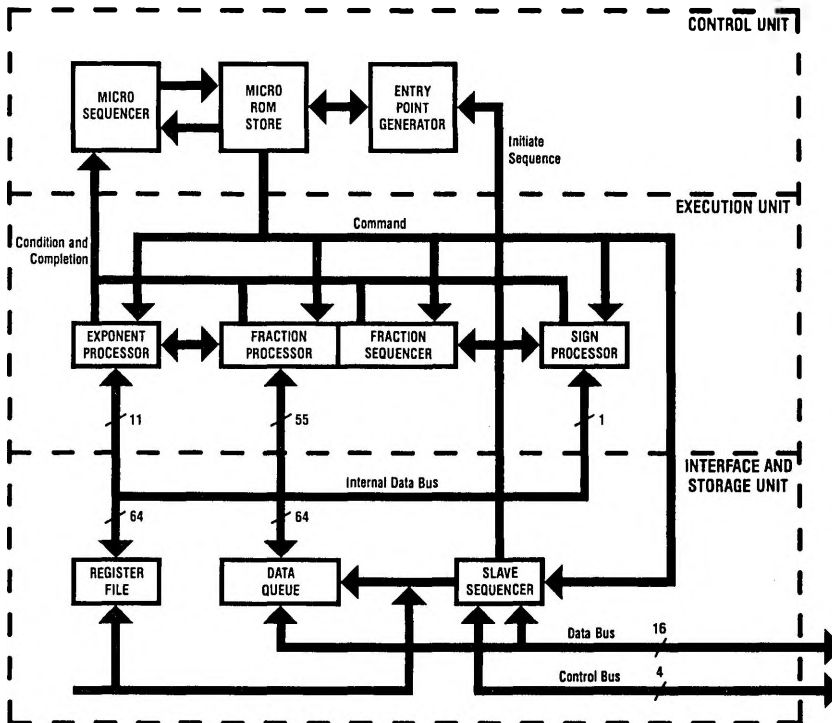 CONTROL UNIT
MICRO
SEQUENCER
MICRO
ROM
STORE
ENTRY
POINT
GENERATOR
Initiate
Sequence
EXECUTION UNIT
Command
Condition and
Completion
EXPONENT
PROCESSOR
FRACTION
PROCESSOR
FRACTION
SEQUENCER
SIGN
PROCESSOR
11
55
1
INTERFACE AND
STORAGE UNIT
Internal Data Bus
64
64
REGISTER
FILE
DATA
QUEUE
SLAVE
SEQUENCER
Data Bus
16
Control Bus
4